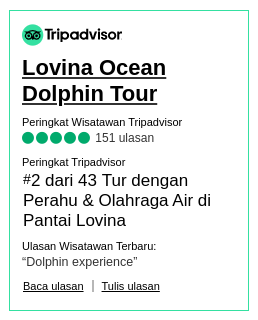 Tripadvisor
Lovina Ocean
Dolphin Tour
Peringkat Wisatawan Tripadvisor
151 ulasan
Peringkat Tripadvisor
#2 dari 43 Tur dengan
Perahu & Olahraga Air di
Pantai Lovina
Ulasan Wisatawan Terbaru:
“Dolphin experience”
Baca ulasan | Tulis ulasan